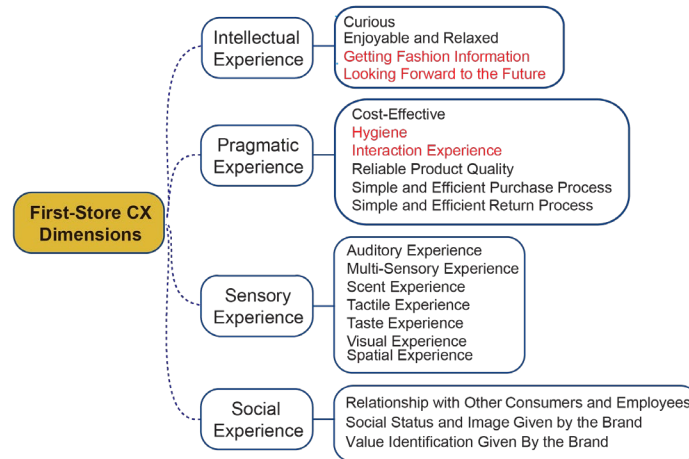 First-Store CX
Dimensions
Intellectual
Experience
Curious
Enjoyable and Relaxed
Getting Fashion Information
Looking Forward to the Future
Pragmatic
Experience
Cost-Effective
Hygiene
Interaction Experience
Reliable Product Quality
Simple and Efficient Purchase Process
Simple and Efficient Return Process
Sensory
Experience
Auditory Experience
Multi-Sensory Experience
Scent Experience
Tactile Experience
Taste Experience
Visual Experience
Spatial Experience
Social
Experience
Relationship with Other Consumers and Employees
Social Status and Image Given by the Brand
Value Identification Given By the Brand